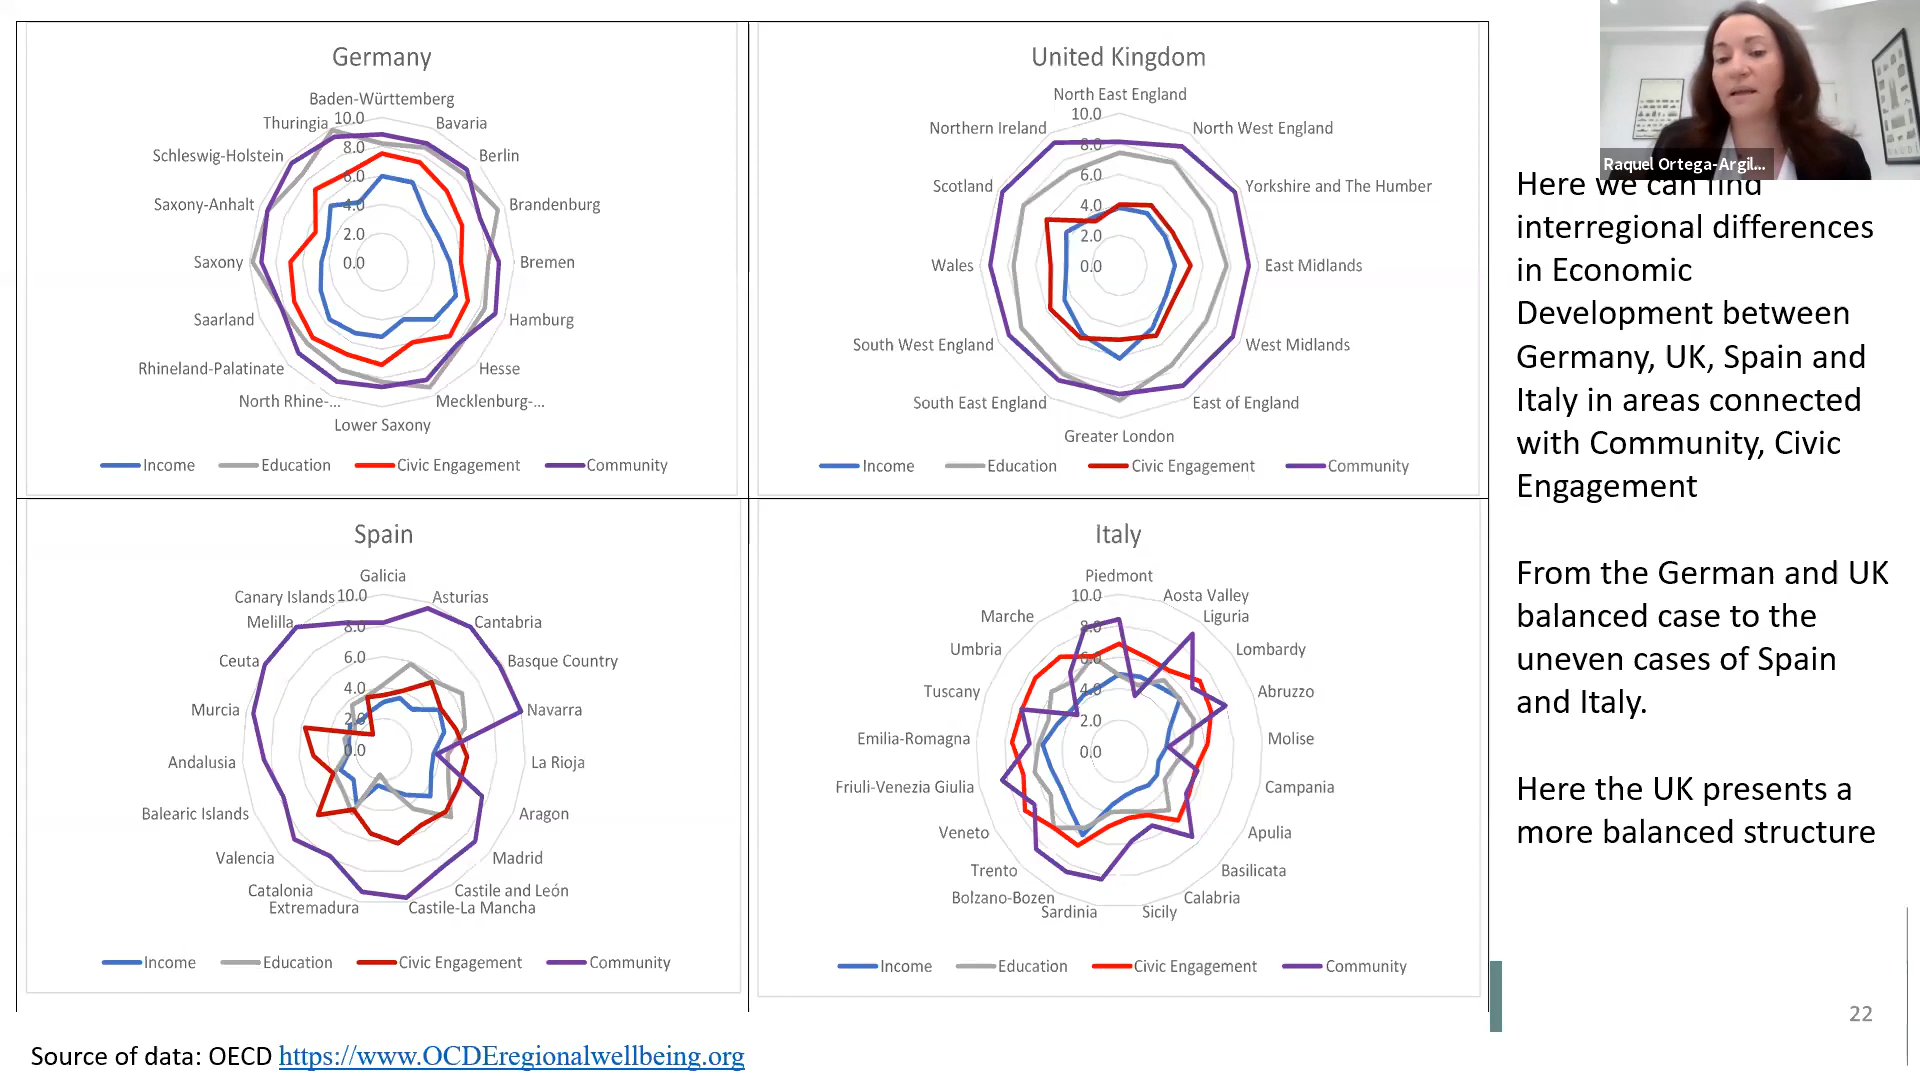 Germany
Baden-Württemberg
Thuringia
10.0
Bavaria
Schleswig-Holstein
8.0
Berlin
6.0
Saxony-Anhalt
4.0
Brandenburg
2.0
Saxony
0.0
Bremen
Saarland
Hamburg
Rhineland-Palatinate
Hesse
North Rhine-...
Mecklenburg-...
Lower Saxony
Income Education Civic Engagement Community
United Kingdom
North East England
10.0
Northern Ireland
North West England
8.0
6.0
Scotland
Yorkshire and The Humber
4.0
2.0
Wales
0.0
East Midlands
South West England
West Midlands
South East England
East of England
Greater London
Income Education Civic Engagement Community
Spain
Galicia
Canary Islands
10.0
Asturias
Melilla
8.0
Cantabria
Ceuta
6.0
Basque Country
4.0
Murcia
2.0
Navarra
0.0
Andalusia
La Rioja
Balearic Islands
Aragon
Valencia
Madrid
Catalonia
Castile and León
Extremadura
Castile-La Mancha
Income Education Civic Engagement Community
Italy
Piedmont
10.0
Aosta Valley
Marche
8.0
Liguria
Umbria
6.0
Lombardy
Tuscany
4.0
Abruzzo
2.0
Emilia-Romagna
0.0
Molise
Friuli-Venezia Giulia
Campania
Veneto
Apulia
Trento
Basilicata
Bolzano-Bozen
Calabria
Sardinia
Sicily
Income Education Civic Engagement Community
Raquel Ortega-Argil...
Here we can find
interregional differences
in Economic
Development between
Germany, UK, Spain and
Italy in areas connected
with Community, Civic
Engagement
From the German and UK
balanced case to the
uneven cases of Spain
and Italy.
Here the UK presents a
more balanced structure
22
Source of data: OECD https://www.OCDEregionalwellbeing.org